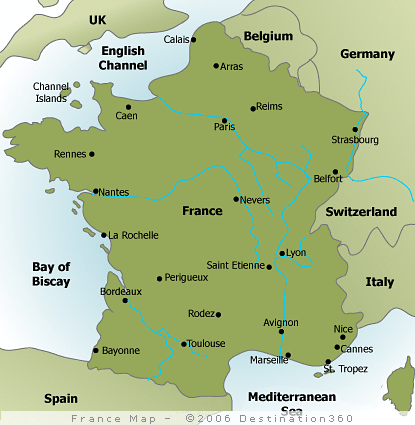 UK
Belgium
Calais
English
Channel
Germany
Arras
Channel
Islands
Reims
Caen
Paris
Strasbourg
Rennes
Belfort
Nantes
Nevers
France
Switzerland
La Rochelle
Lyon
Bay of
Biscay
Saint Etienne
Perigueux
Italy
Bordeaux
Rodez
Avignon
Nice
Toulouse
Cannes
Bayonne
Marseille
St. Tropez
Spain
Mediterranean
Sea
France Map - ©2006 Destination360